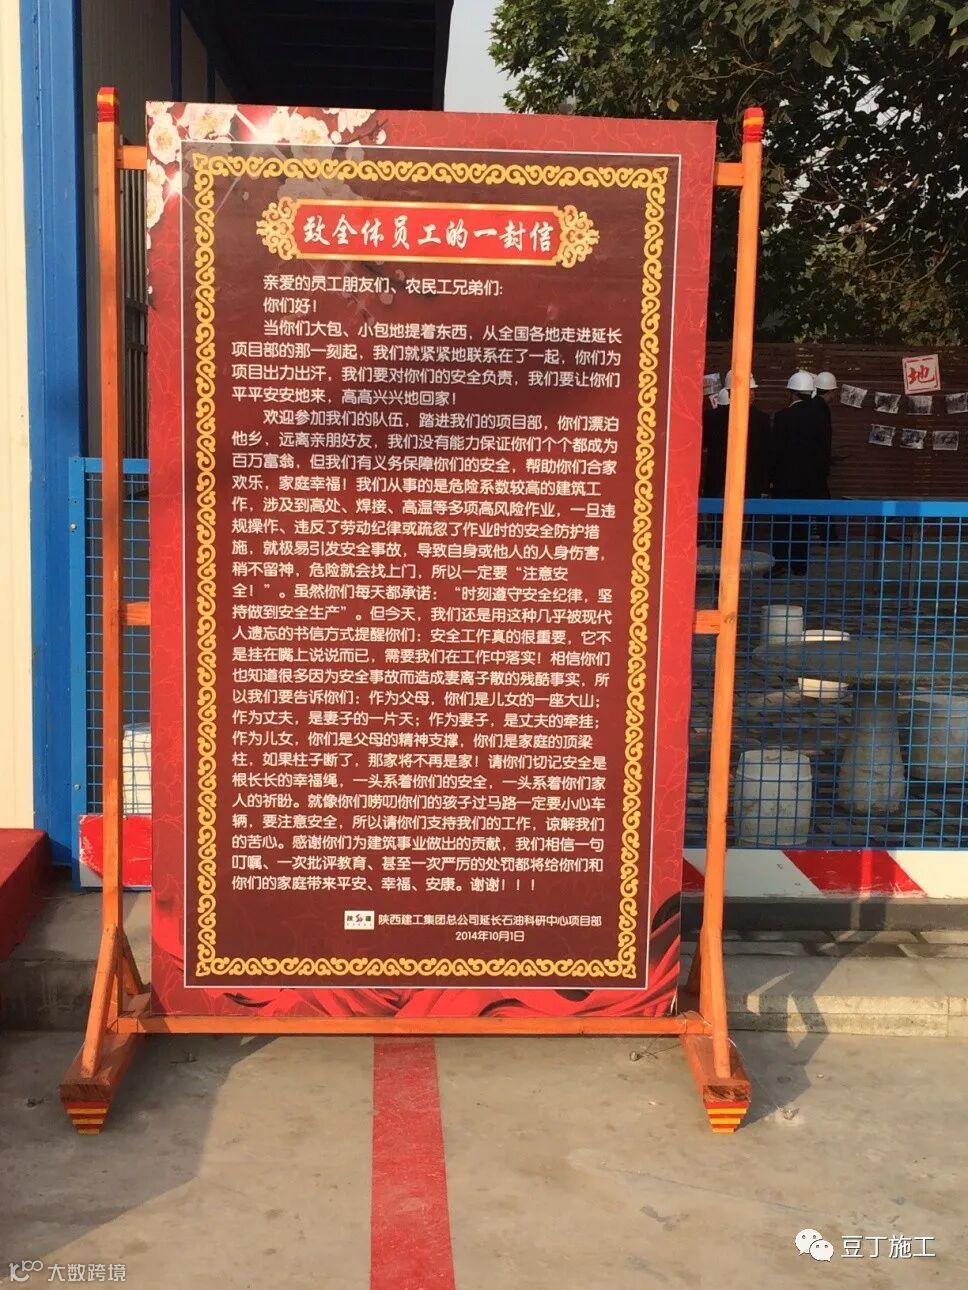 致全体员工的一封信
亲爱的员工朋友们、农民工兄弟们:
你们好!
当你们大包、小包地提着东西，从全国各地走进延长
项目部的那一刻起，我们就紧紧地联系在了一起，你们为
项目出力出汗，我们要对你们的安全负责，我们要让你们
平平安安地来，高高兴兴地回家!
欢迎参加我们的队伍，踏进我们的项目部，你们漂泊
他乡，远离亲朋好友，我们没有能力保证你们个个都成为
百万富翁，但我们有义务保障你们的安全，帮助你们合家
欢乐，家庭幸福!我们从事的是危险系数较高的建筑工
作，涉及到高处、焊接、高温等多项高风险作业，一旦违
规操作、违反了劳动纪律或疏忽了作业时的安全防护措
施，就极易引发安全事故，导致自身或他人的人身伤害，
稍不留神，危险就会找上门，所以一定要“注意安
全!”。虽然你们每天都承诺:“时刻遵守安全纪律，坚
持做到安全生产”。但今天，我们还是用这种几乎被现代
人遗忘的书信方式提醒你们:安全工作真的很重要，它不
是挂在嘴上说说而已，需要我们在工作中落实!相信你们
也知道很多因为安全事故而造成妻离子散的残酷事实，所
以我们要告诉你们:作为父母，你们是儿女的一座大山;
作为丈夫，是妻子的一片天;作为妻子，是丈夫的牵挂;
作为儿女，你们是父母的精神支撑，你们是家庭的顶梁
柱，如果柱子断了，那家将不再是家!请你们切记安全是
根长长的幸福绳，一头系着你们的安全，一头系着你们家
人的祈盼。就像你们唠叨你们的孩子过马路一定要小心车
辆，要注意安全，所以请你们支持我们的工作，谅解我们
的苦心。感谢你们为建筑事业做出的贡献，我们相信一句
叮嘱、一次批评教育、甚至一次严厉的处罚都将给你们和
你们的家庭带来平安、幸福、安康。谢谢!!!
陕西建工集团总公司延长石油科研中心项目部
2014年10月1日
地
豆丁施工
大数跨境